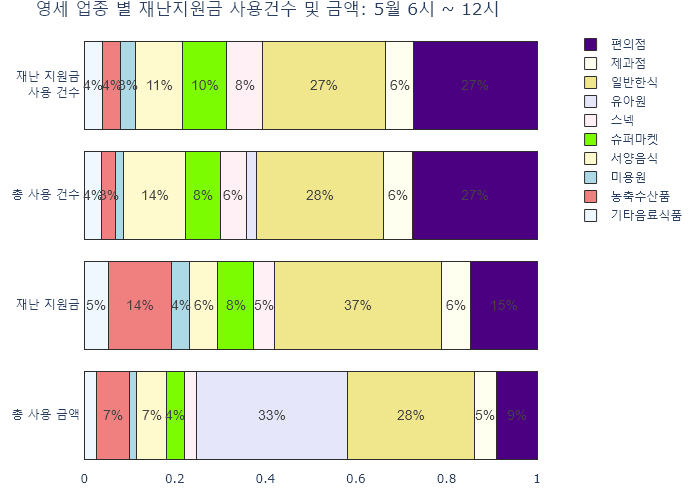 영세 업종 별 재난지원금 사용건수 및 금액: 5월 6시 ~ 12시
재난 지원금
사용 건수
4% 4% 3% 11% 10% 8% 27% 6% 27%
총 사용 건수
4% 3% 14% 8% 6% 28% 6% 27%
재난 지원금
5% 14% 4% 6% 8% 5% 37% 6% 15%
총 사용 금액
7% 7% 4% 33% 28% 5% 9%
0 0.2 0.4 0.6 0.8 1
편의점
제과점
일반한식
유아원
스넥
슈퍼마켓
서양음식
미용원
농축수산품
기타음료식품